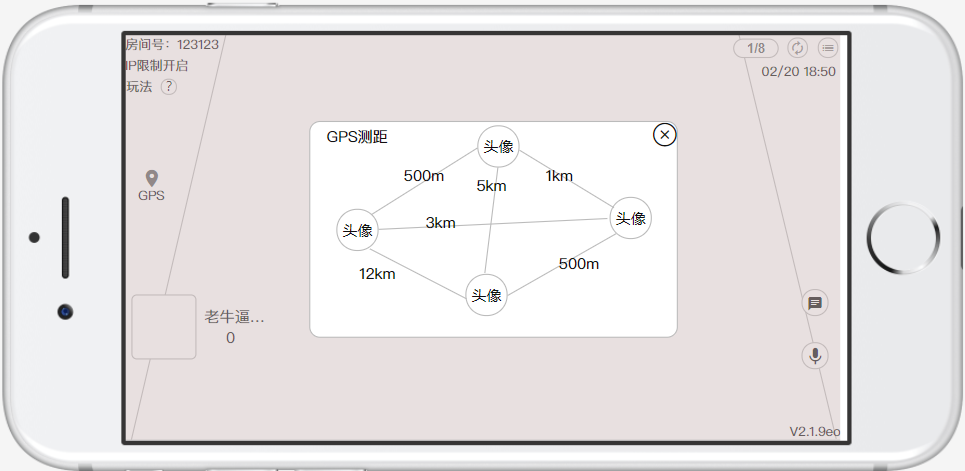 房间号：123123
IP限制开启
玩法 ?
1/8
02/20 18:50
GPS
GPS测距
头像
500m
5km
1km
头像
3km
头像
12km
500m
头像
老牛逼...
0
V2.1.9eo